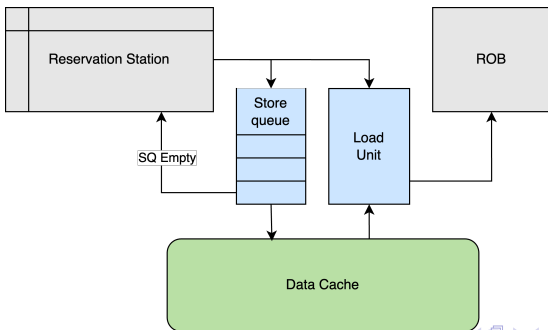 Reservation Station
ROB
Store
queue
Load
Unit
SQ Empty
Data Cache